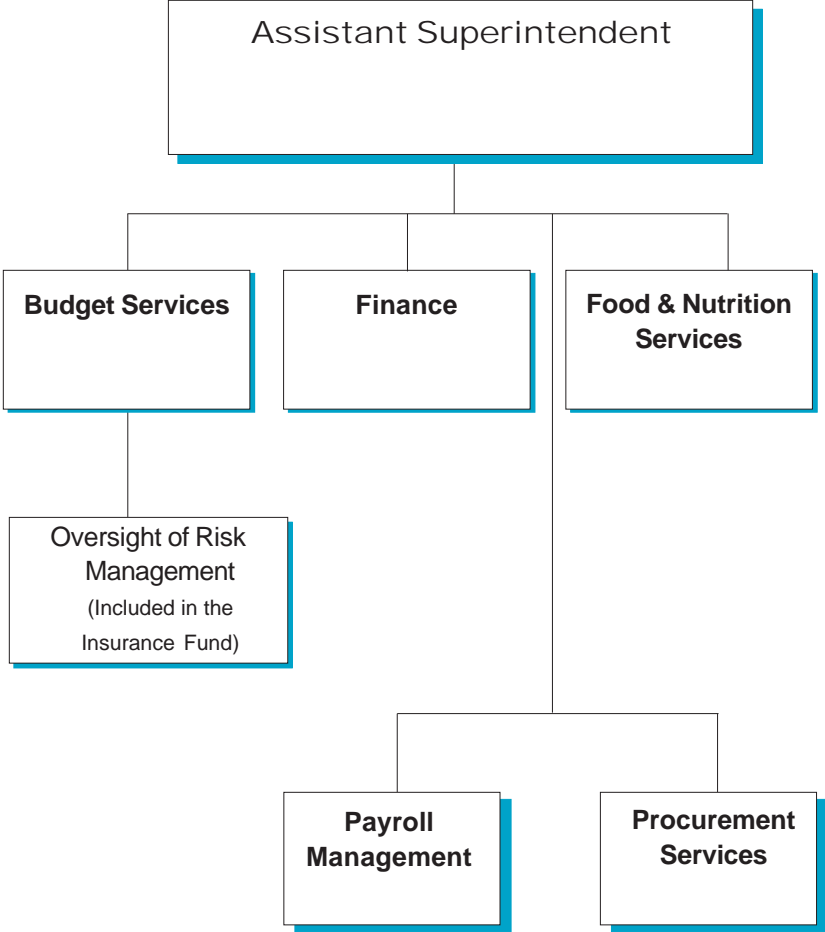 Assistant Superintendent
Budget Services
Finance
Food & Nutrition
Services
Oversight of Risk
Management
(Included in the
Insurance Fund)
Payroll
Management
Procurement
Services